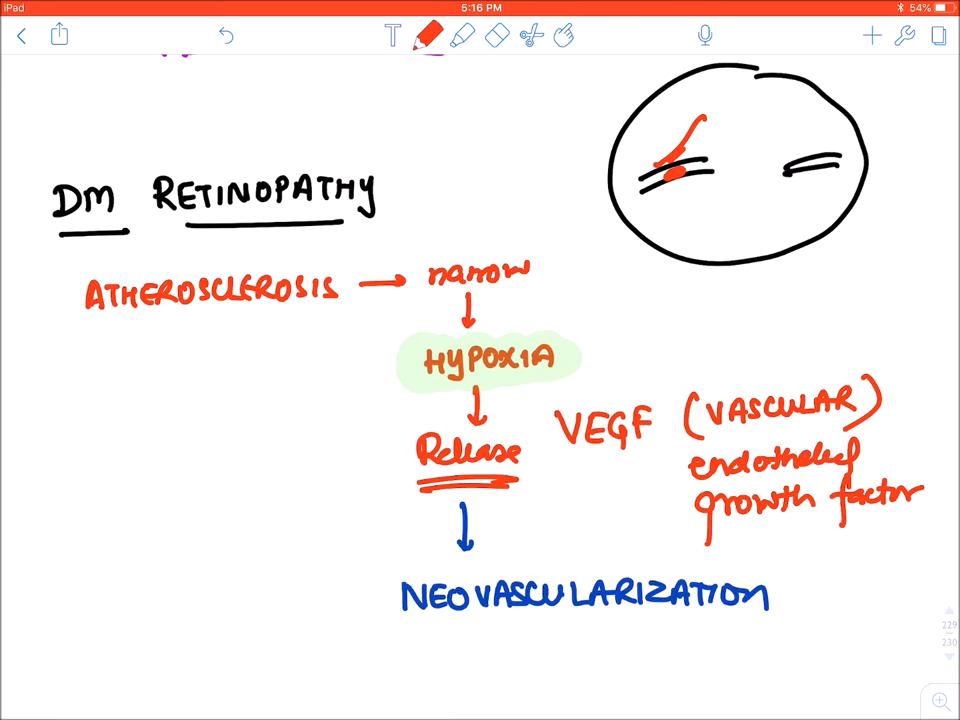 iPad
5:16 PM
54%
T
DM RETINOPATHY
ATHEROSCLEROSIS → narrow
↓
HYPOXIA
↓
Release VEGF (VASCULAR)
endothelial
growth factor
↓
NEOVASCULARIZATION
229
230